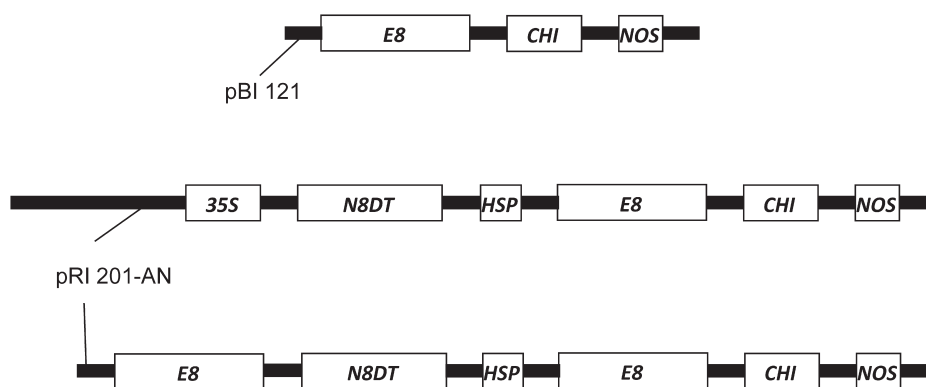 E8 CHI NOS
pBI 121
35S N8DT HSP E8 CHI NOS
pRI 201-AN
E8 N8DT HSP E8 CHI NOS